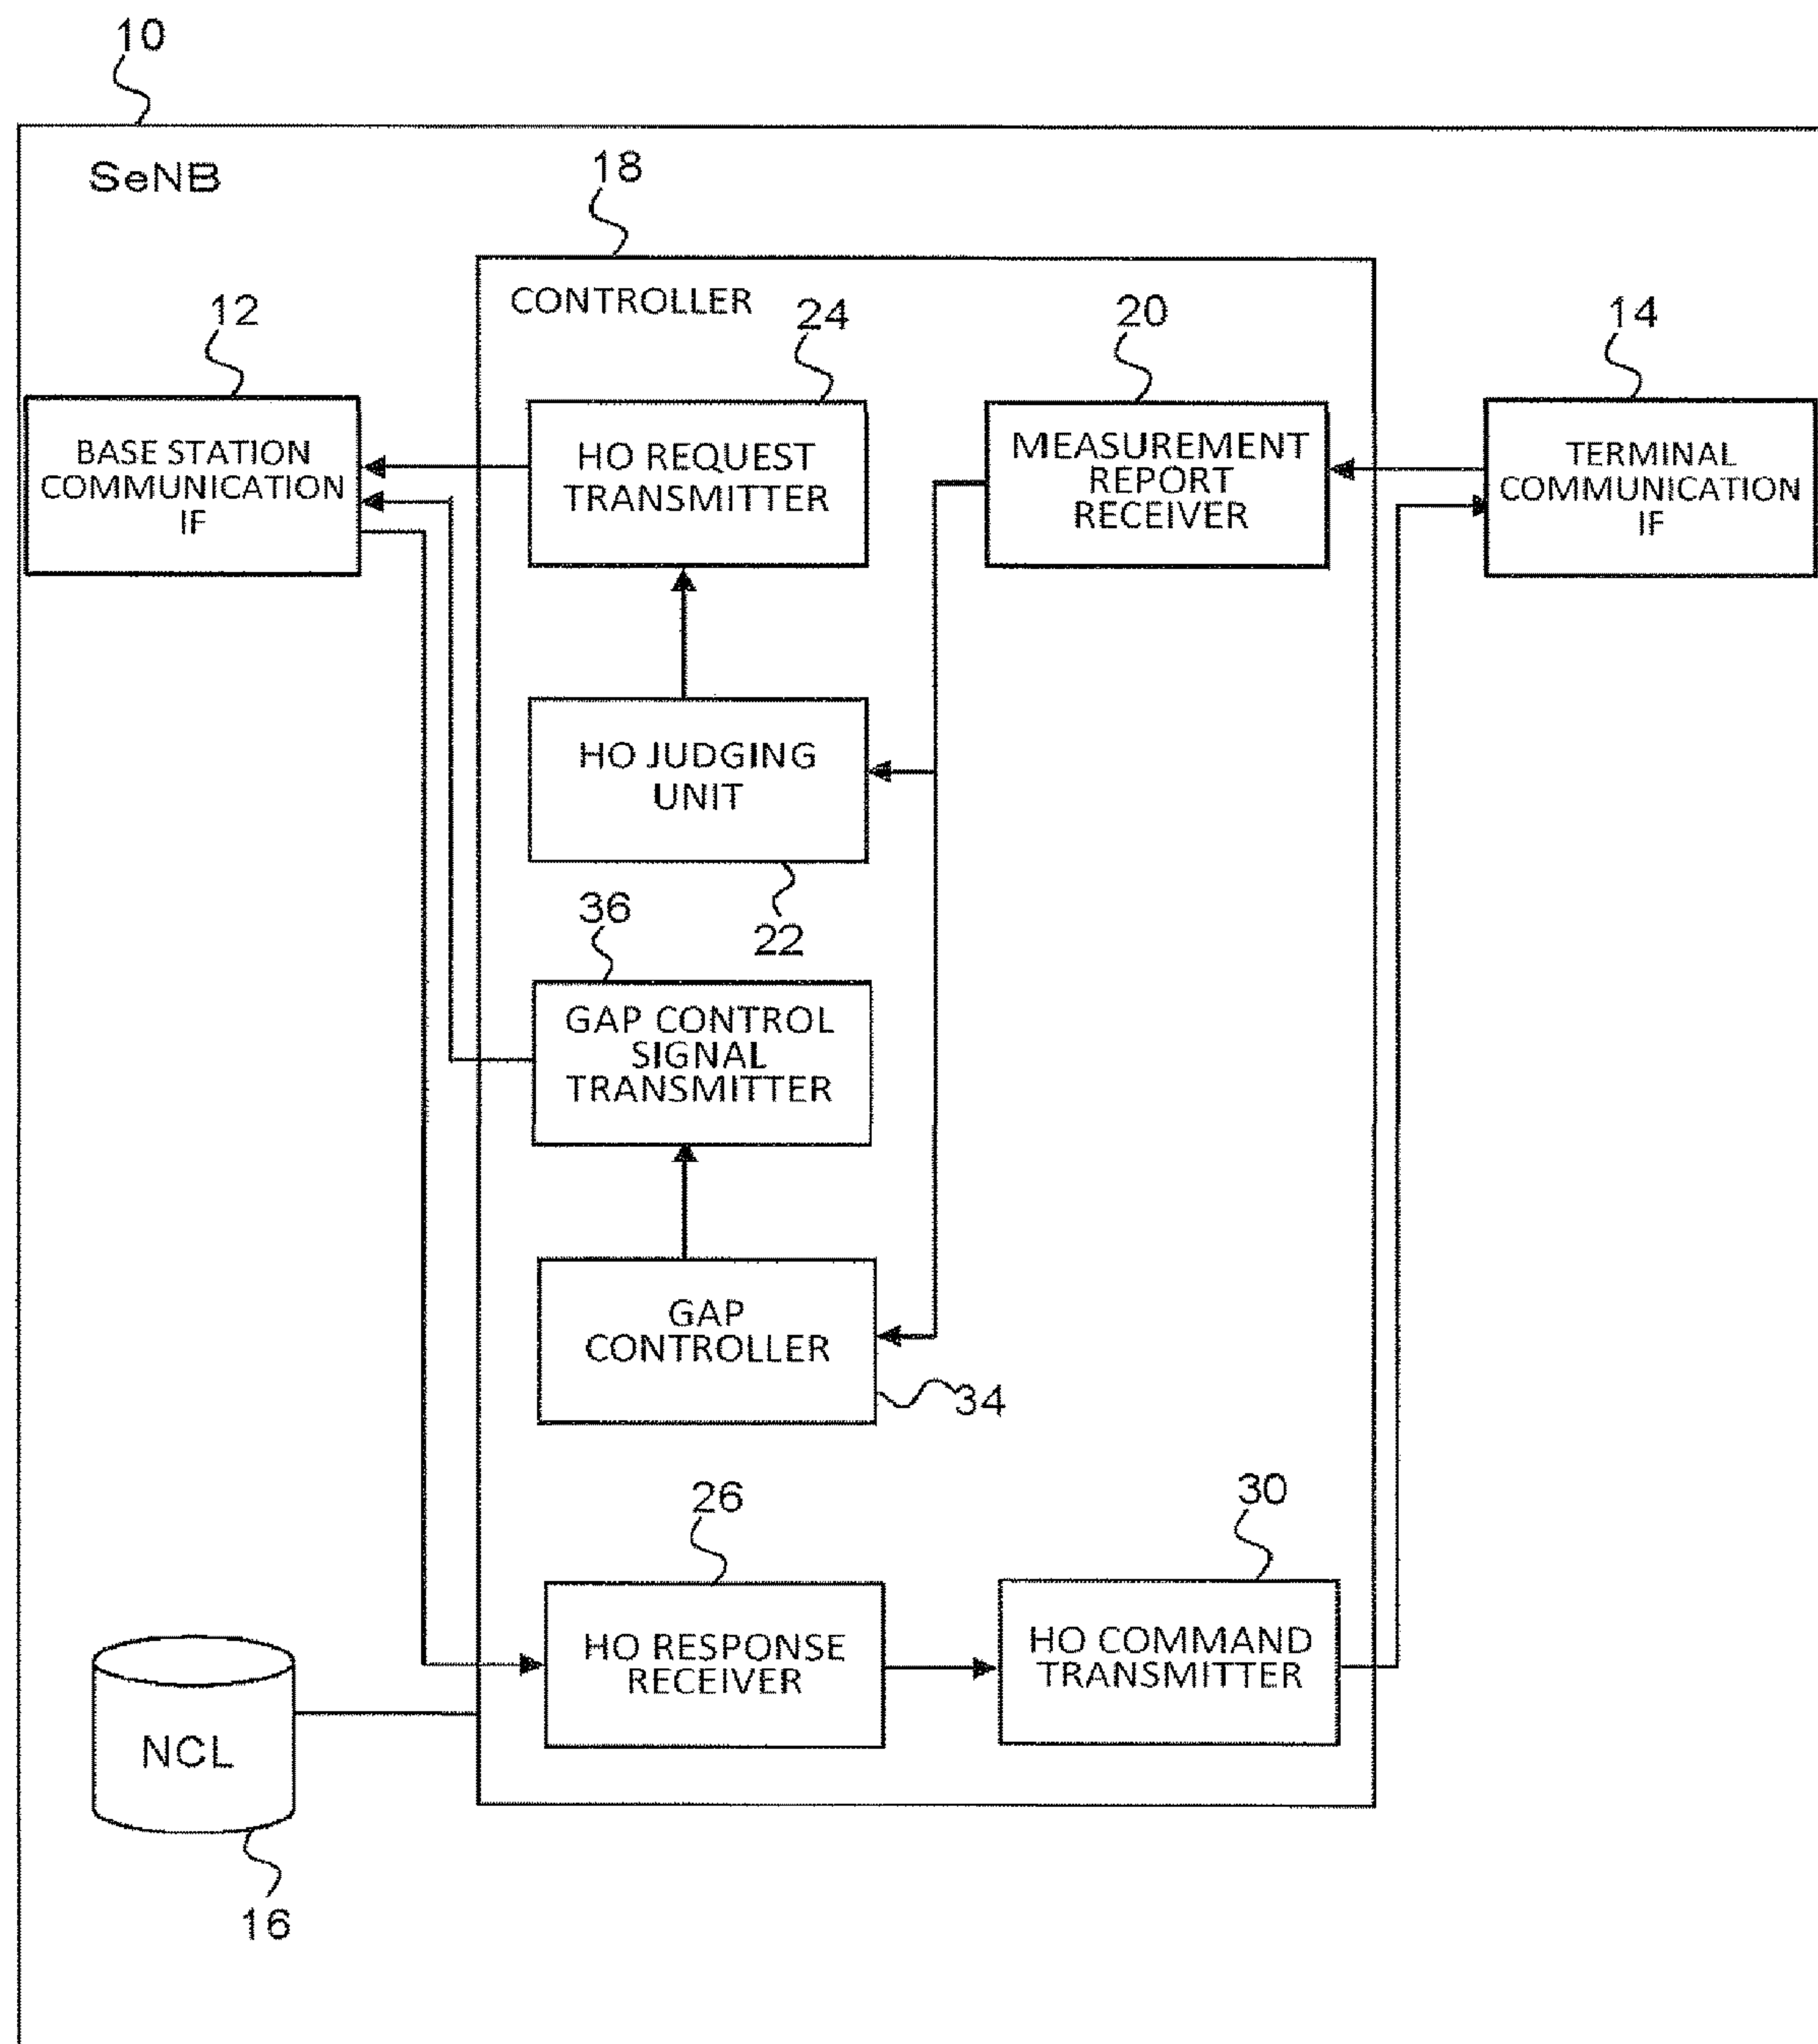 10
SeNB
18
CONTROLLER
12
24
20
14
BASE STATION
COMMUNICATION
IF
HO REQUEST
TRANSMITTER
MEASUREMENT
REPORT
RECEIVER
TERMINAL
COMMUNICATION
IF
HO JUDGING
UNIT
22
36
GAP CONTROL
SIGNAL
TRANSMITTER
GAP
CONTROLLER
34
26
30
HO RESPONSE
RECEIVER
HO COMMAND
TRANSMITTER
NCL
16